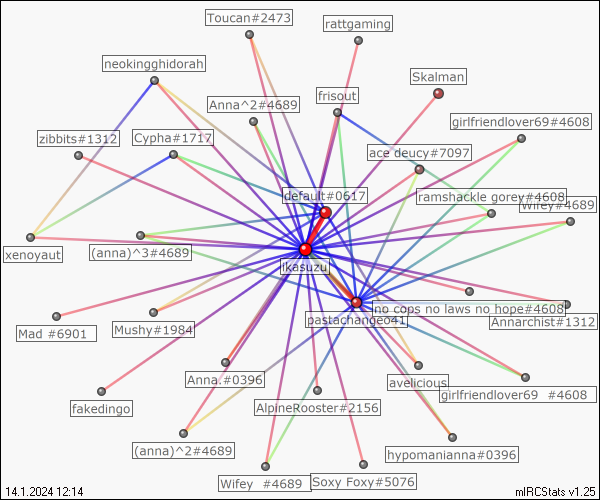 Toucan#2473
rattgaming
neokingghidorah
Skalman
Anna^2#4689
frisout
girlfriendlover69#4608
zibbits#1312
Cypha#1717
ace deucy#7097
default#0617
ramshackle gorey#4608
Wifey#4689
xenoyaut
(anna)^3#4689
ikasuzu
Mad #6901
Mushy#1984
pastachangeo41
no cops no laws no hope#4608
Annarchist#1312
Anna.#0396
avelicious
girlfriendlover69 #4608
fakedingo
AlpineRooster#2156
(anna)^2#4689
hypomanianna#0396
Wifey #4689
Soxy Foxy#5076
14.1.2024 12:14
mIRCStats v1.25